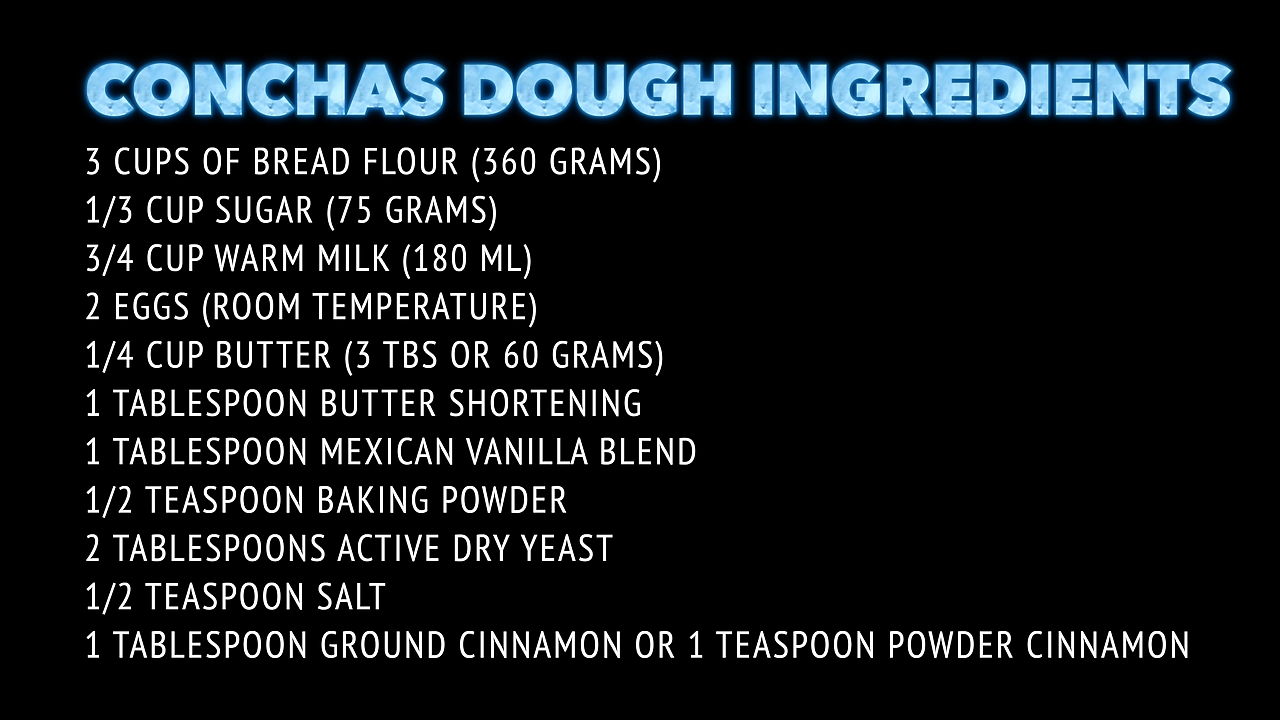 CONCHAS DOUGH INGREDIENTS
3 CUPS OF BREAD FLOUR (360 GRAMS)
1/3 CUP SUGAR (75 GRAMS)
3/4 CUP WARM MILK (180 ML)
2 EGGS (ROOM TEMPERATURE)
1/4 CUP BUTTER (3 TBS OR 60 GRAMS)
1 TABLESPOON BUTTER SHORTENING
1 TABLESPOON MEXICAN VANILLA BLEND
1/2 TEASPOON BAKING POWDER
2 TABLESPOONS ACTIVE DRY YEAST
1/2 TEASPOON SALT
1 TABLESPOON GROUND CINNAMON OR 1 TEASPOON POWDER CINNAMON